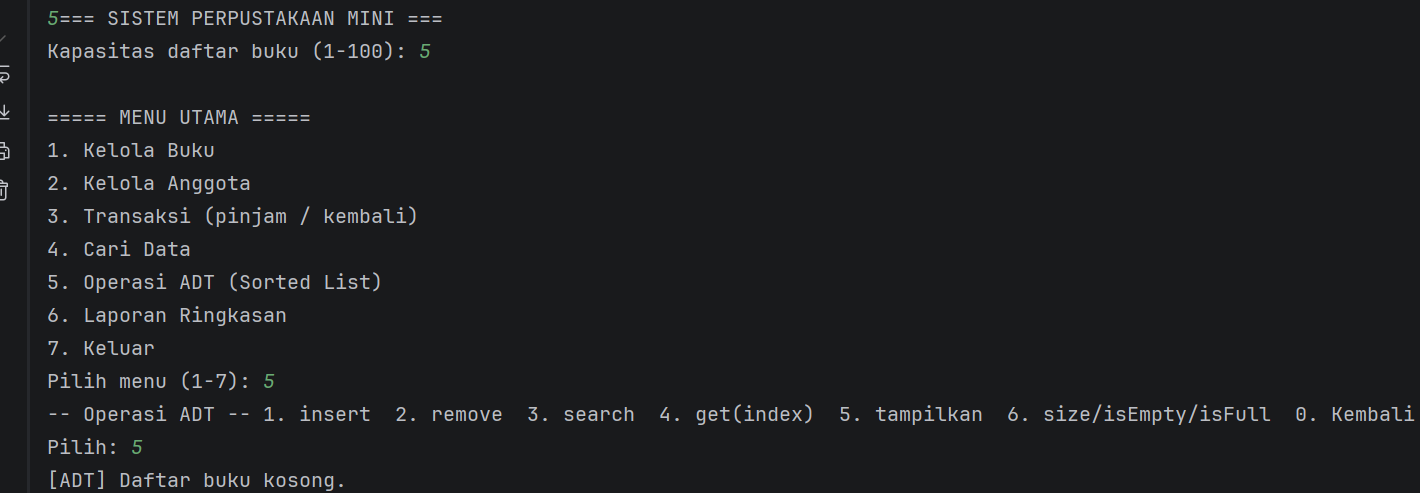 5=== SISTEM PERPUSTAKAAN MINI ===
Kapasitas daftar buku (1-100): 5
===== MENU UTAMA =====
1. Kelola Buku
2. Kelola Anggota
3. Transaksi (pinjam / kembali)
4. Cari Data
5. Operasi ADT (Sorted List)
6. Laporan Ringkasan
7. Keluar
Pilih menu (1-7): 5
-- Operasi ADT -- 1. insert  2. remove  3. search  4. get(index)  5. tampilkan  6. size/isEmpty/isFull  0. Kembali
Pilih: 5
[ADT] Daftar buku kosong.